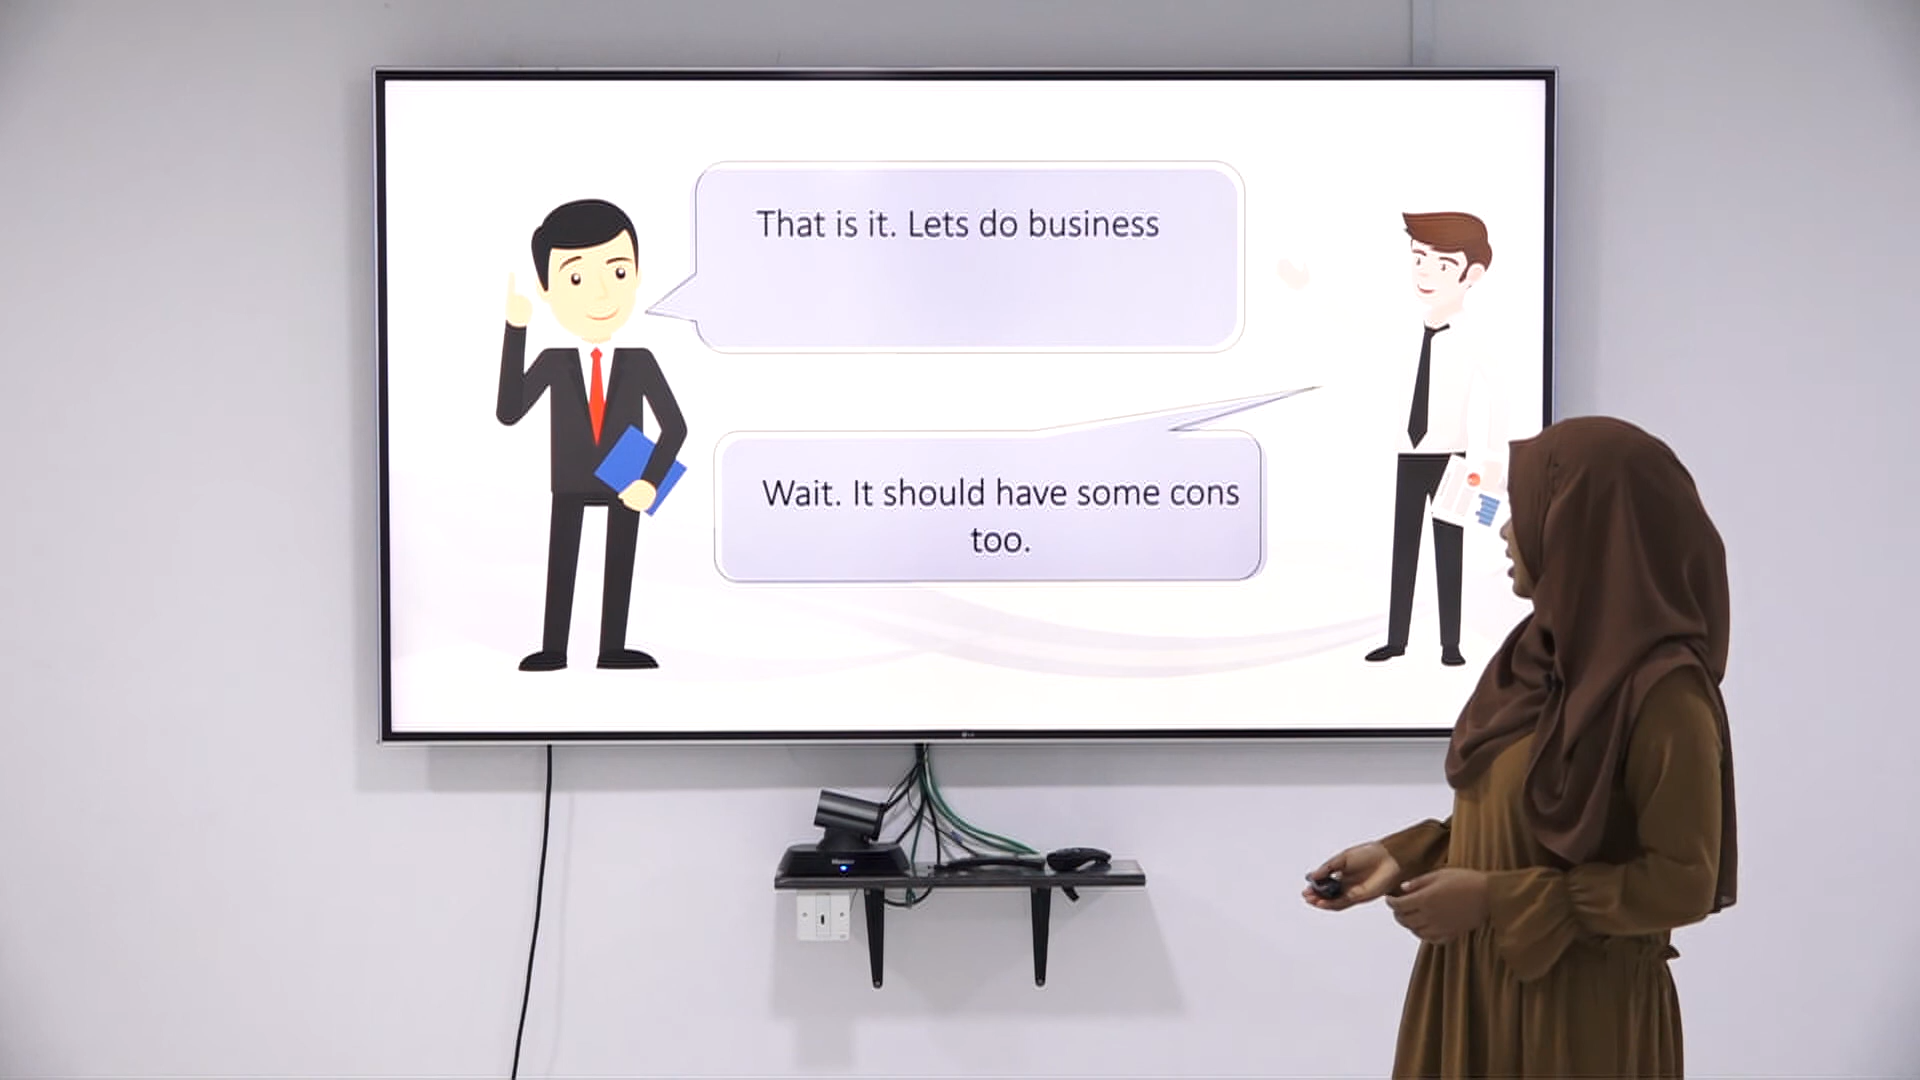 That is it. Lets do business
Wait. It should have some cons
too.